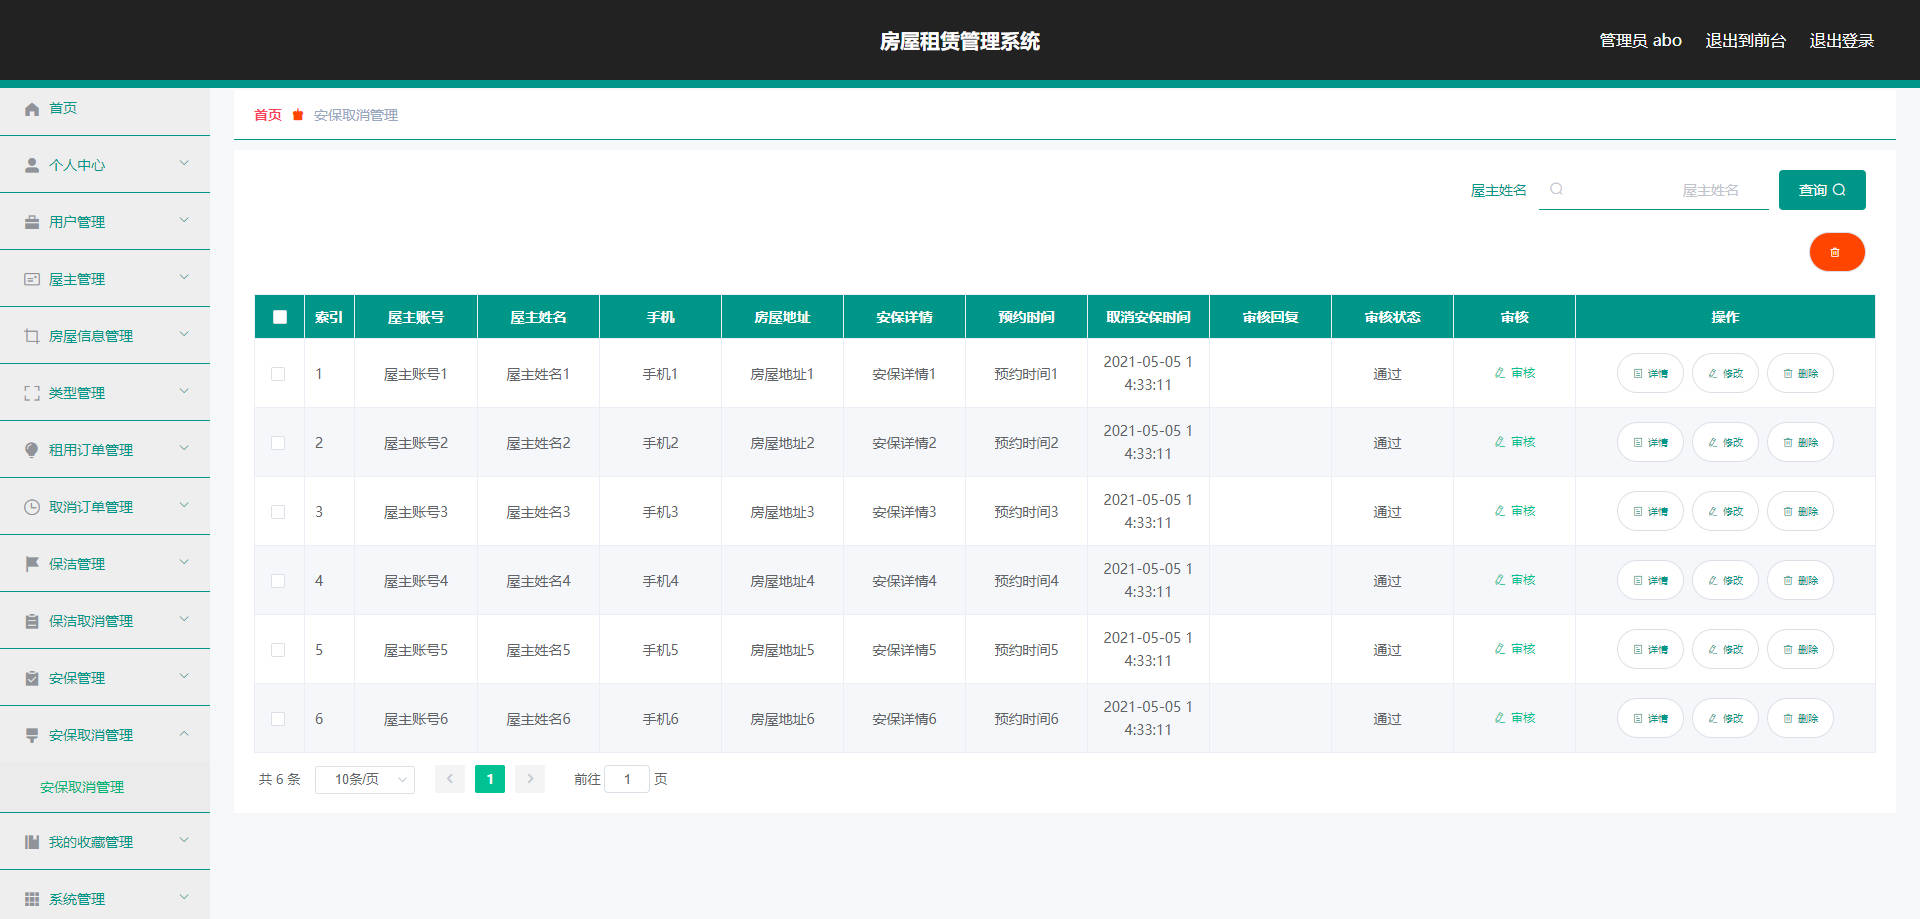 房屋租赁管理系统
管理员 abo 退出到前台 退出登录
首页
个人中心
用户管理
屋主管理
房屋信息管理
类型管理
租用订单管理
取消订单管理
保洁管理
保洁取消管理
安保管理
安保取消管理
安保取消管理
我的收藏管理
系统管理
首页 安保取消管理
屋主姓名 屋主姓名 查询
索引 屋主账号 屋主姓名 手机 房屋地址 安保详情 预约时间 取消安保时间 审核回复 审核状态 审核 操作
1 屋主账号1 屋主姓名1 手机1 房屋地址1 安保详情1 预约时间1 2021-05-05 1
4:33:11 通过 审核 详情 修改 删除
2 屋主账号2 屋主姓名2 手机2 房屋地址2 安保详情2 预约时间2 2021-05-05 1
4:33:11 通过 审核 详情 修改 删除
3 屋主账号3 屋主姓名3 手机3 房屋地址3 安保详情3 预约时间3 2021-05-05 1
4:33:11 通过 审核 详情 修改 删除
4 屋主账号4 屋主姓名4 手机4 房屋地址4 安保详情4 预约时间4 2021-05-05 1
4:33:11 通过 审核 详情 修改 删除
5 屋主账号5 屋主姓名5 手机5 房屋地址5 安保详情5 预约时间5 2021-05-05 1
4:33:11 通过 审核 详情 修改 删除
6 屋主账号6 屋主姓名6 手机6 房屋地址6 安保详情6 预约时间6 2021-05-05 1
4:33:11 通过 审核 详情 修改 删除
共 6 条 10条/页 1 前往 1 页